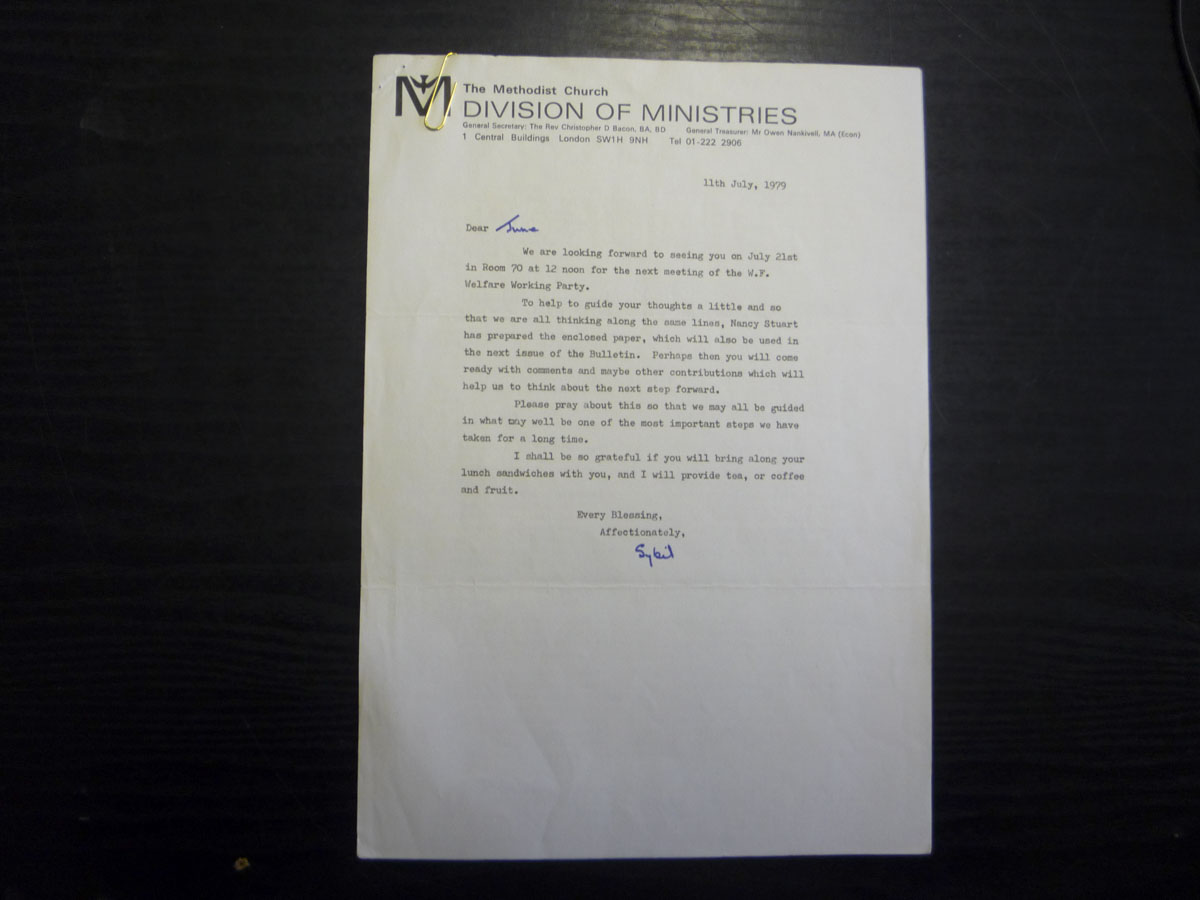 M
The Methodist Church
DIVISION OF MINISTRIES
General Secretary: The Rev Christopher D Bacon, BA, BD General Treasurer: Mr Owen Nankivell, MA (Econ)
1 Central Buildings London SW1H 9NH Tel 01-222 2906
11th July, 1979
Dear June
We are looking forward to seeing you on July 21st
in Room 70 at 12 noon for the next meeting of the W.F.
Welfare Working Party.
To help to guide your thoughts a little and so
that we are all thinking along the same lines, Nancy Stuart
has prepared the enclosed paper, which will also be used in
the next issue of the Bulletin. Perhaps then you will come
ready with comments and maybe other contributions which will
help us to think about the next step forward.
Please pray about this so that we may all be guided
in what may well be one of the most important steps we have
taken for a long time.
I shall be so grateful if you will bring along your
lunch sandwiches with you, and I will provide tea, or coffee
and fruit.
Every Blessing,
Affectionately,
Sybil